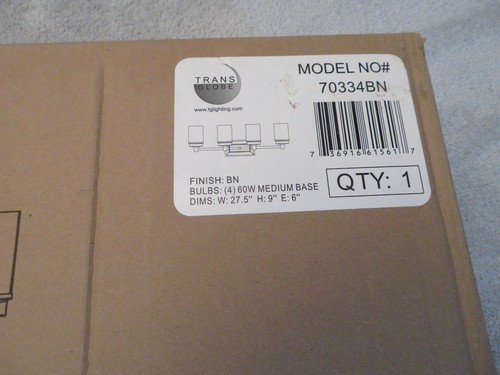 TRANS
GLOBE
www.tglighting.com
MODEL NO#
70334BN
7 36916 61561 7
FINISH: BN
BULBS: (4) 60W MEDIUM BASE
DIMS: W: 27.5" H: 9" E: 6"
QTY: 1